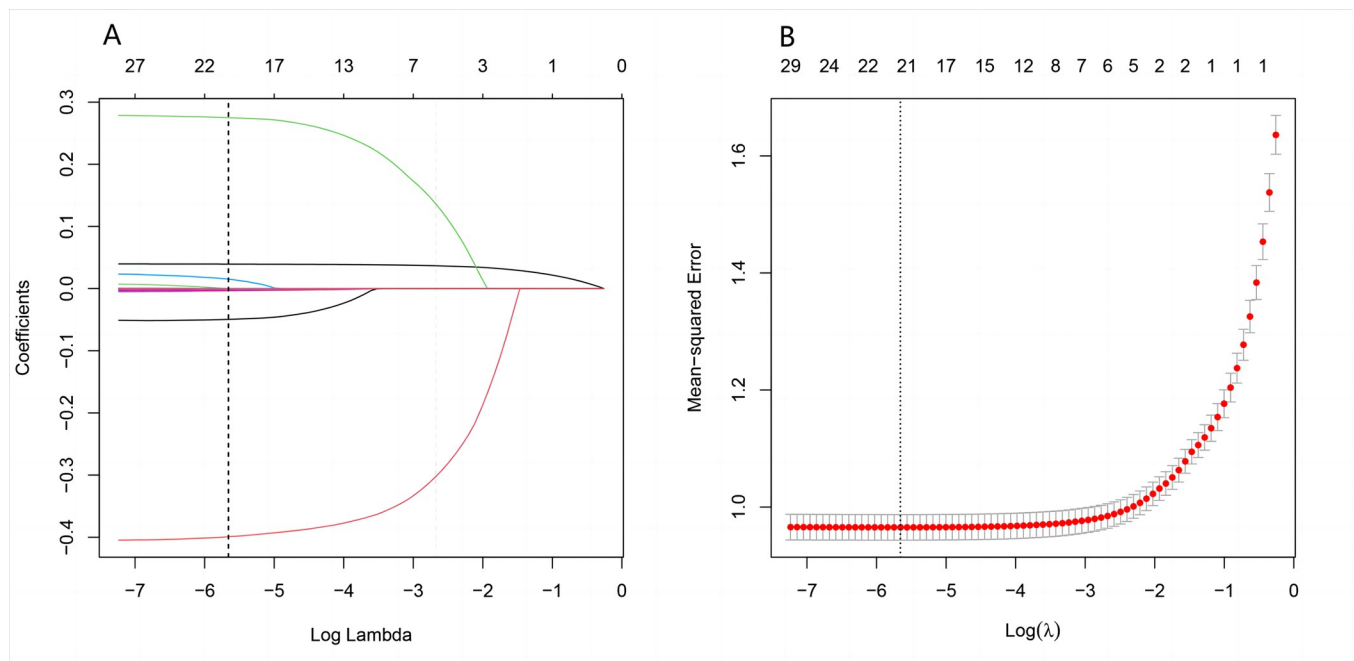 A
27 22 17 13 7 3 1 0
0.3
0.2
0.1
0.0
−0.1
−0.2
−0.3
−0.4
Coefficients
−7 −6 −5 −4 −3 −2 −1 0
Log Lambda
B
29 24 22 21 17 15 12 8 7 6 5 2 2 1 1 1
1.6
1.4
1.2
1.0
Mean−squared Error
−7 −6 −5 −4 −3 −2 −1 0
Log(λ)